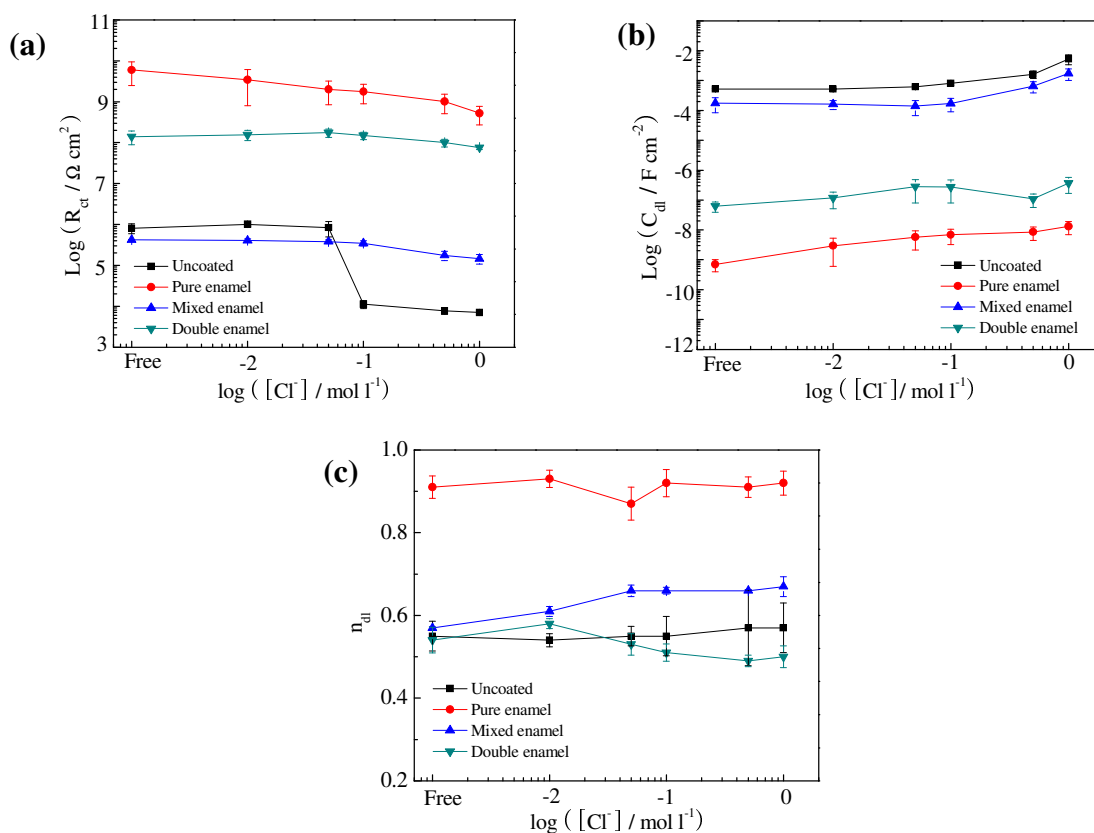 (a)
11
9
7
5
3
Log ( R_ct / Ω cm²)
Uncoated
Pure enamel
Mixed enamel
Double enamel
Free -2 -1 0
log ( [Cl⁻] / mol l⁻¹)
(b)
-2
-4
-6
-8
-10
-12
Log ( C_dl / F cm⁻²)
Uncoated
Pure enamel
Mixed enamel
Double enamel
Free -2 -1 0
log ( [Cl⁻] / mol l⁻¹)
(c)
1.0
0.8
0.6
0.4
0.2
n_dl
Uncoated
Pure enamel
Mixed enamel
Double enamel
Free -2 -1 0
log ( [Cl⁻] / mol l⁻¹)